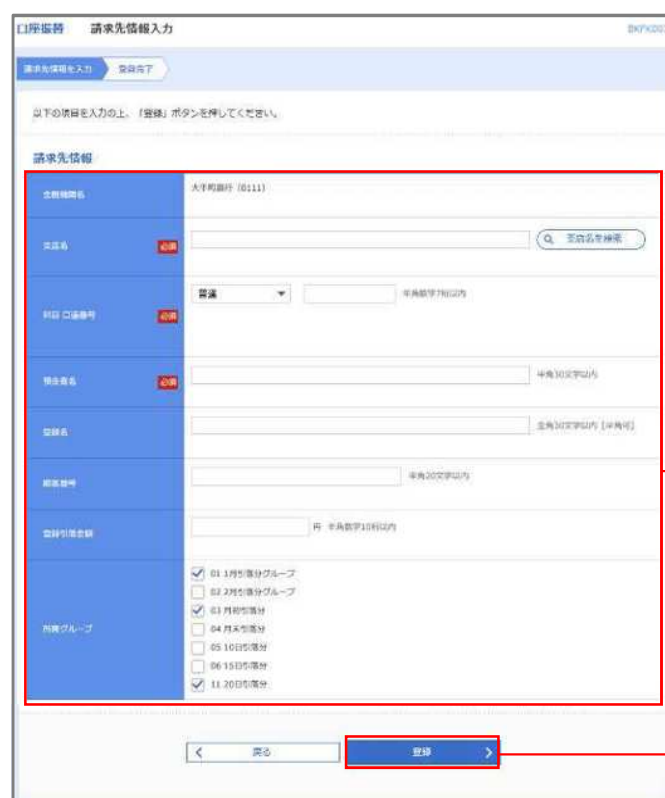 口座振替 請求先情報入力
請求先情報を入力 登録完了
以下の項目を入力の上、「登録」ボタンを押してください。
請求先情報
金融機関名 大手町銀行 (0111)
支店名 必須 支店名を検索
科目 口座番号 必須 普通 半角数字7桁以内
預金者名 必須 半角30文字以内
登録名 全角30文字以内 [半角可]
顧客番号 半角20文字以内
登録引落金額 円 半角数字10桁以内
所属グループ
01 1月引落分グループ
02 2月引落分グループ
03 月初引落分
04 月末引落分
05 10日引落分
06 15日引落分
11 20日引落分
戻る 登録